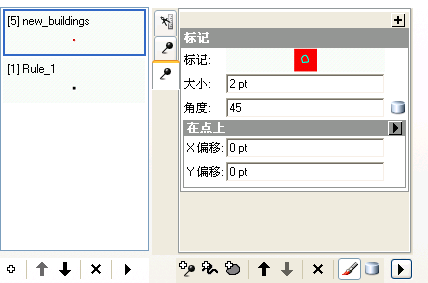 [5] new_buildings
[1] Rule_1
标记
标记:
大小: 2 pt
角度: 45
在点上
X 偏移: 0 pt
Y 偏移: 0 pt